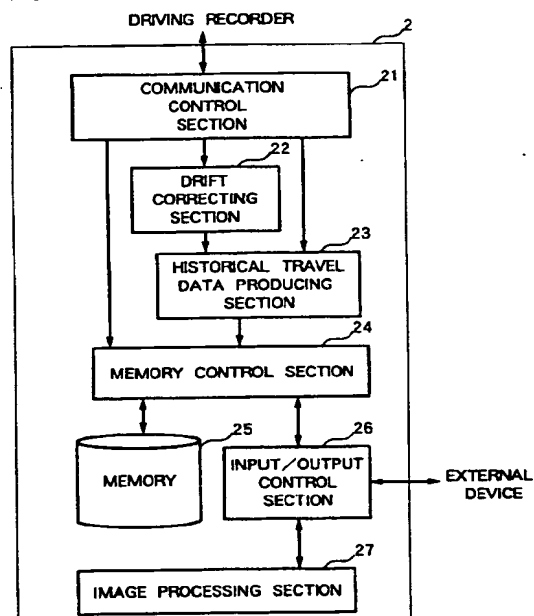 DRIVING RECORDER
2
21
COMMUNICATION
CONTROL
SECTION
22
DRIFT
CORRECTING
SECTION
23
HISTORICAL TRAVEL
DATA PRODUCING
SECTION
24
MEMORY CONTROL SECTION
25
MEMORY
26
INPUT/OUTPUT
CONTROL
SECTION
EXTERNAL
DEVICE
27
IMAGE PROCESSING SECTION